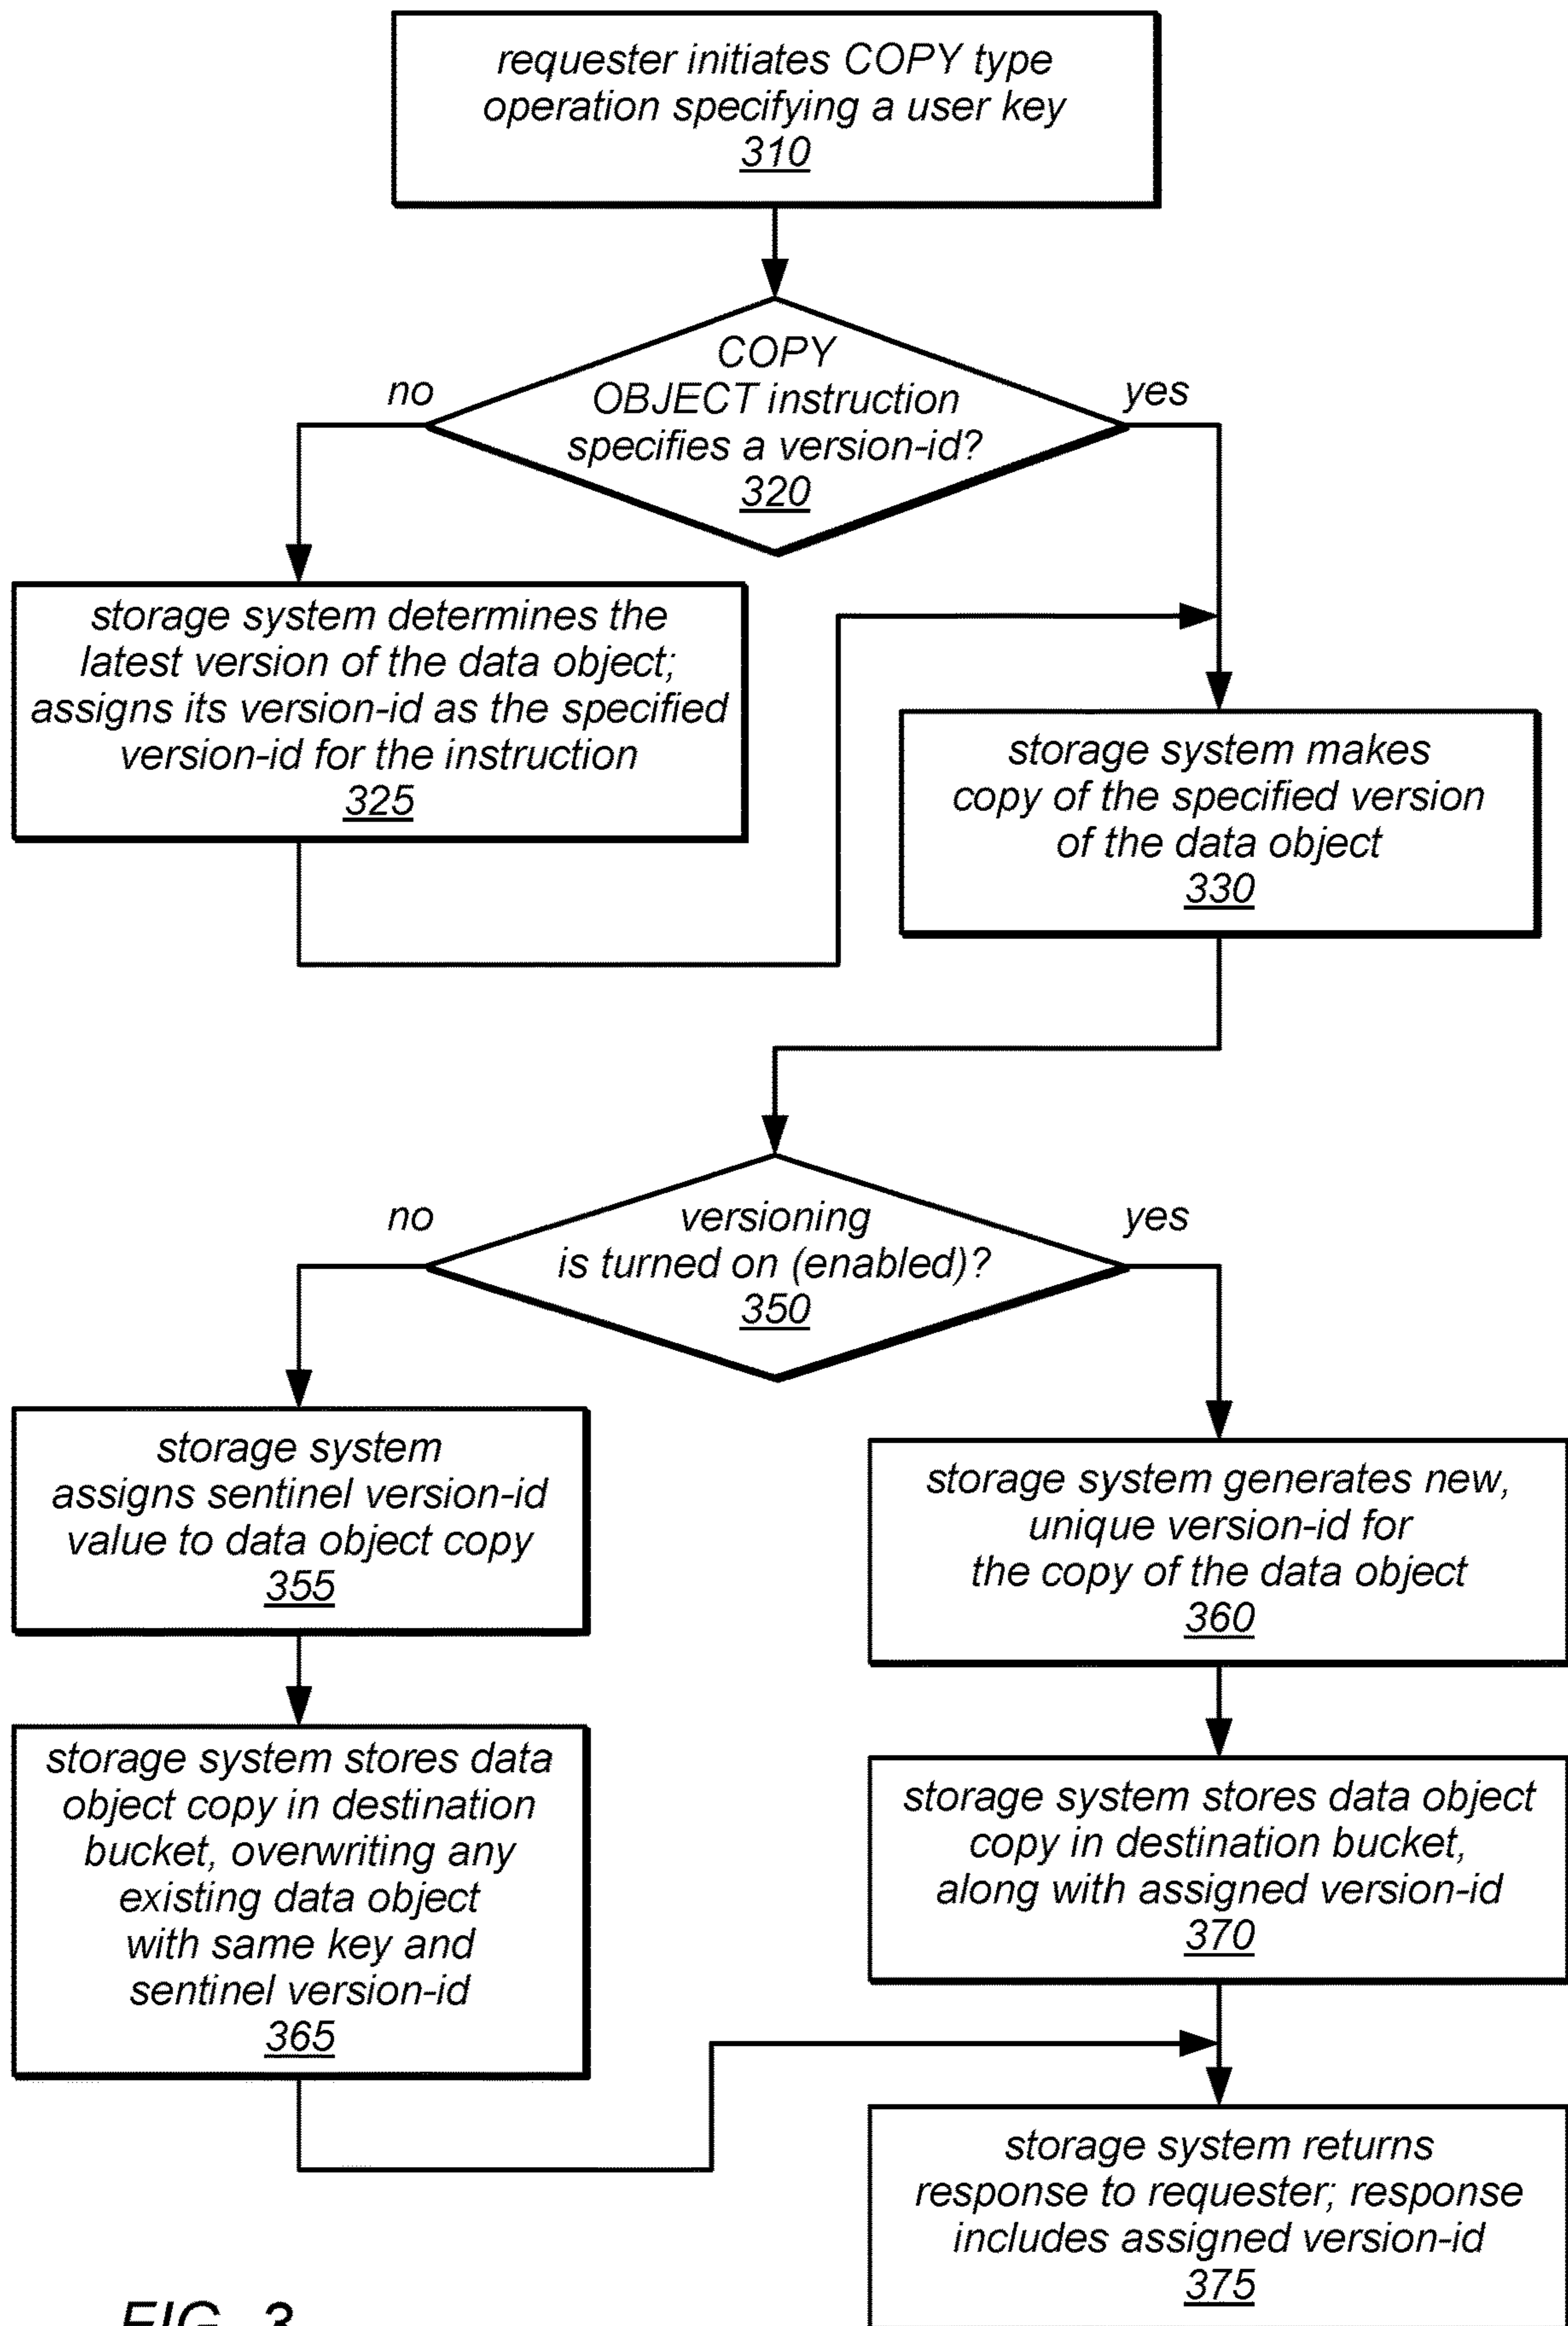 requester initiates COPY type
operation specifying a user key
310
COPY
OBJECT instruction
specifies a version-id?
320
no
yes
storage system determines the
latest version of the data object;
assigns its version-id as the specified
version-id for the instruction
325
storage system makes
copy of the specified version
of the data object
330
versioning
is turned on (enabled)?
350
no
yes
storage system
assigns sentinel version-id
value to data object copy
355
storage system generates new,
unique version-id for
the copy of the data object
360
storage system stores data
object copy in destination
bucket, overwriting any
existing data object
with same key and
sentinel version-id
365
storage system stores data object
copy in destination bucket,
along with assigned version-id
370
storage system returns
response to requester; response
includes assigned version-id
375
FIG. 3